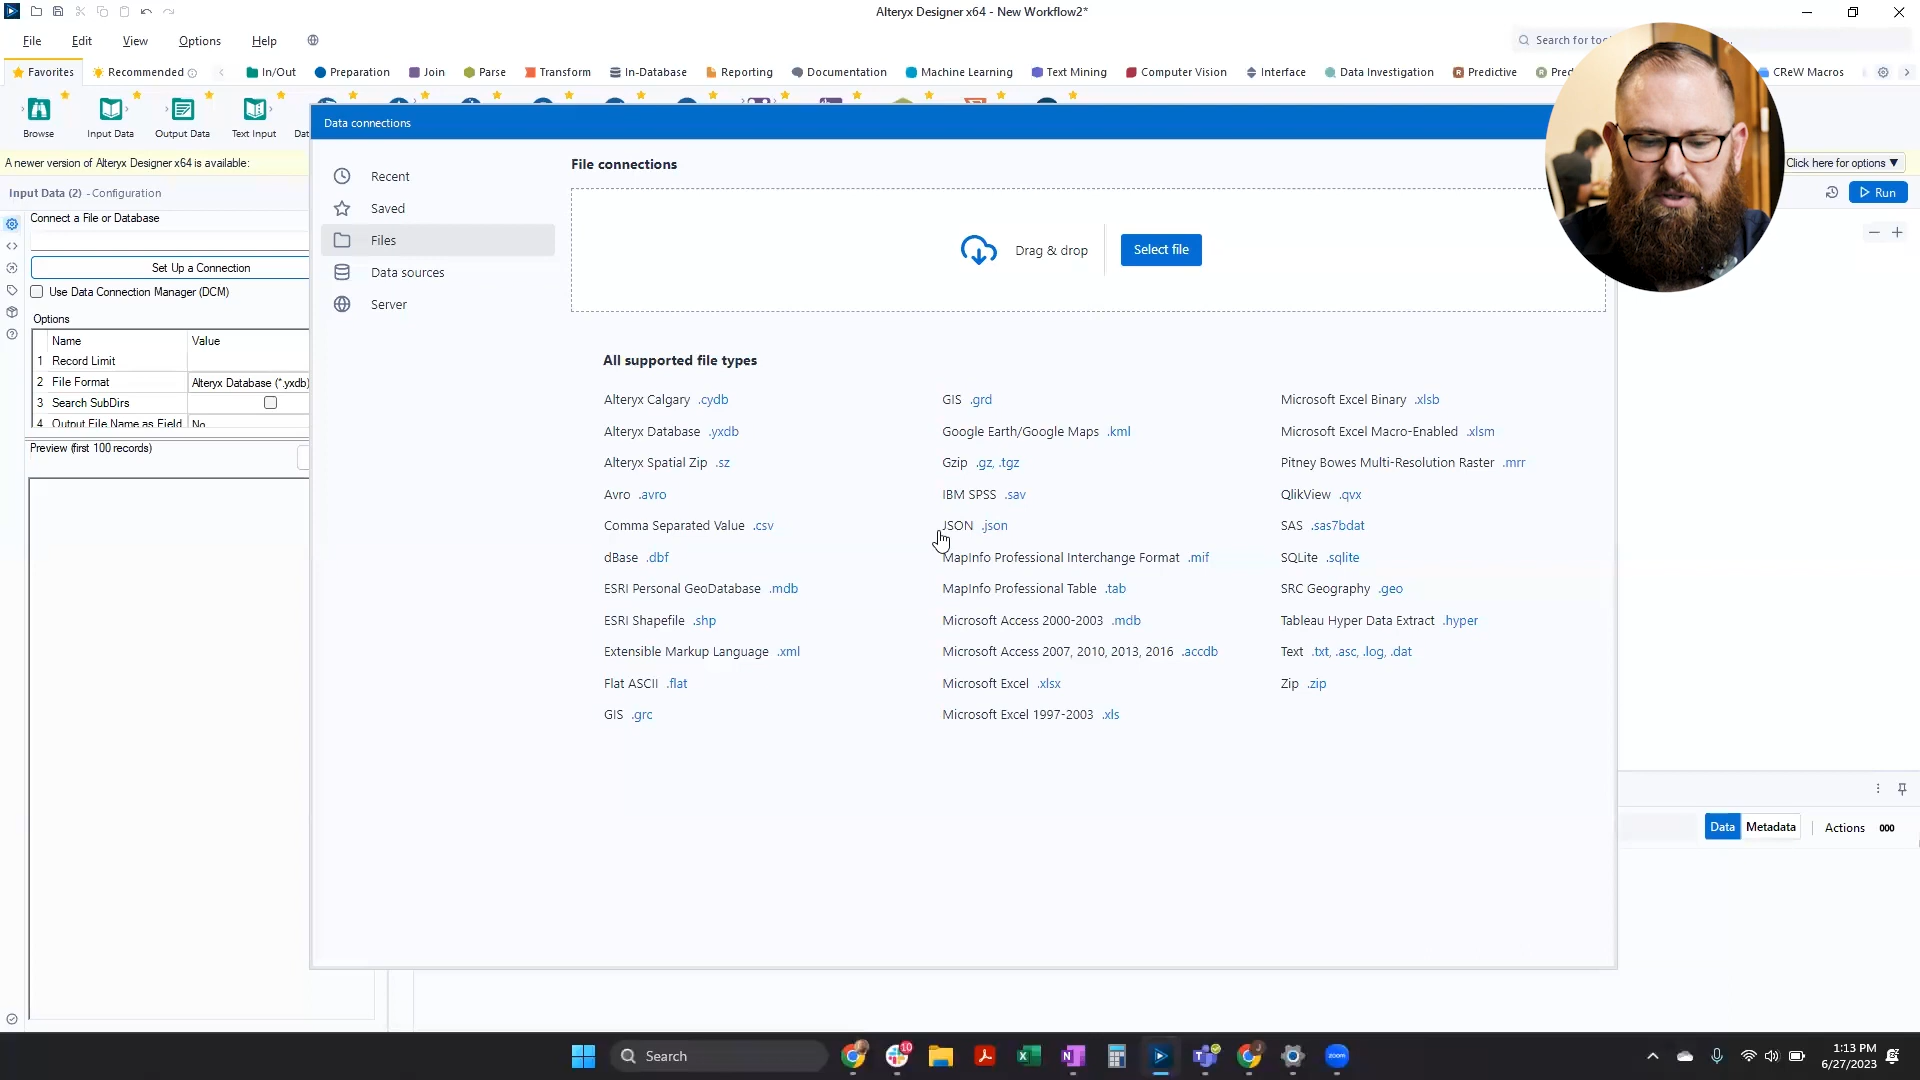 Alteryx Designer x64 - New Workflow2*
File Edit View Options Help
Search for
Favorites Recommended In/Out Preparation Join Parse Transform In-Database Reporting Documentation Machine Learning Text Mining Computer Vision Interface Data Investigation Predictive CReW Macros
Browse Input Data Output Data Text Input
Data connections
A newer version of Alteryx Designer x64 is available:
Click here for options ▼
Input Data (2) - Configuration
Run
Connect a File or Database
Set Up a Connection
Use Data Connection Manager (DCM)
Options
Name Value
1 Record Limit
2 File Format Alteryx Database (*.yxdb)
3 Search SubDirs
4 Output File Name as Field No
Preview (first 100 records)
Recent
Saved
Files
Data sources
Server
File connections
Drag & drop
Select file
All supported file types
Alteryx Calgary .cydb
Alteryx Database .yxdb
Alteryx Spatial Zip .sz
Avro .avro
Comma Separated Value .csv
dBase .dbf
ESRI Personal GeoDatabase .mdb
ESRI Shapefile .shp
Extensible Markup Language .xml
Flat ASCII .flat
GIS .grc
GIS .grd
Google Earth/Google Maps .kml
Gzip .gz, .tgz
IBM SPSS .sav
JSON .json
MapInfo Professional Interchange Format .mif
MapInfo Professional Table .tab
Microsoft Access 2000-2003 .mdb
Microsoft Access 2007, 2010, 2013, 2016 .accdb
Microsoft Excel .xlsx
Microsoft Excel 1997-2003 .xls
Microsoft Excel Binary .xlsb
Microsoft Excel Macro-Enabled .xlsm
Pitney Bowes Multi-Resolution Raster .mrr
QlikView .qvx
SAS .sas7bdat
SQLite .sqlite
SRC Geography .geo
Tableau Hyper Data Extract .hyper
Text .txt, .asc, .log, .dat
Zip .zip
Data Metadata Actions 000
Search
10
zoom
1:13 PM
6/27/2023